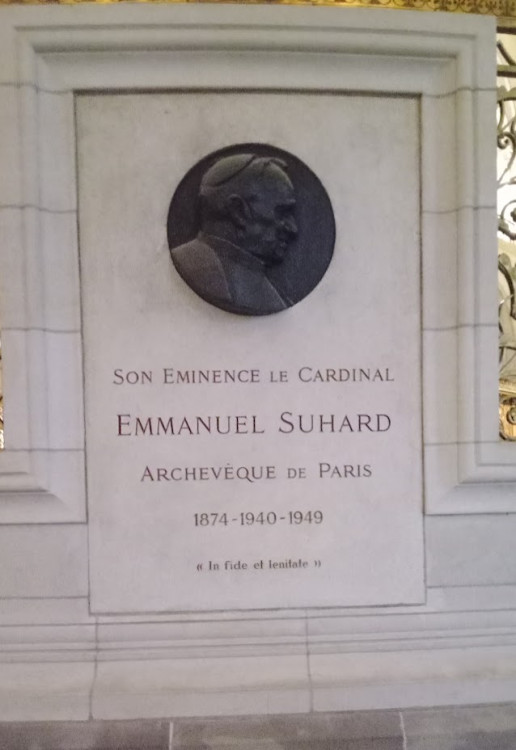 SON EMINENCE LE CARDINAL
EMMANUEL SUHARD
ARCHEVÊQUE DE PARIS
1874-1940-1949
« In fide et lenitate »